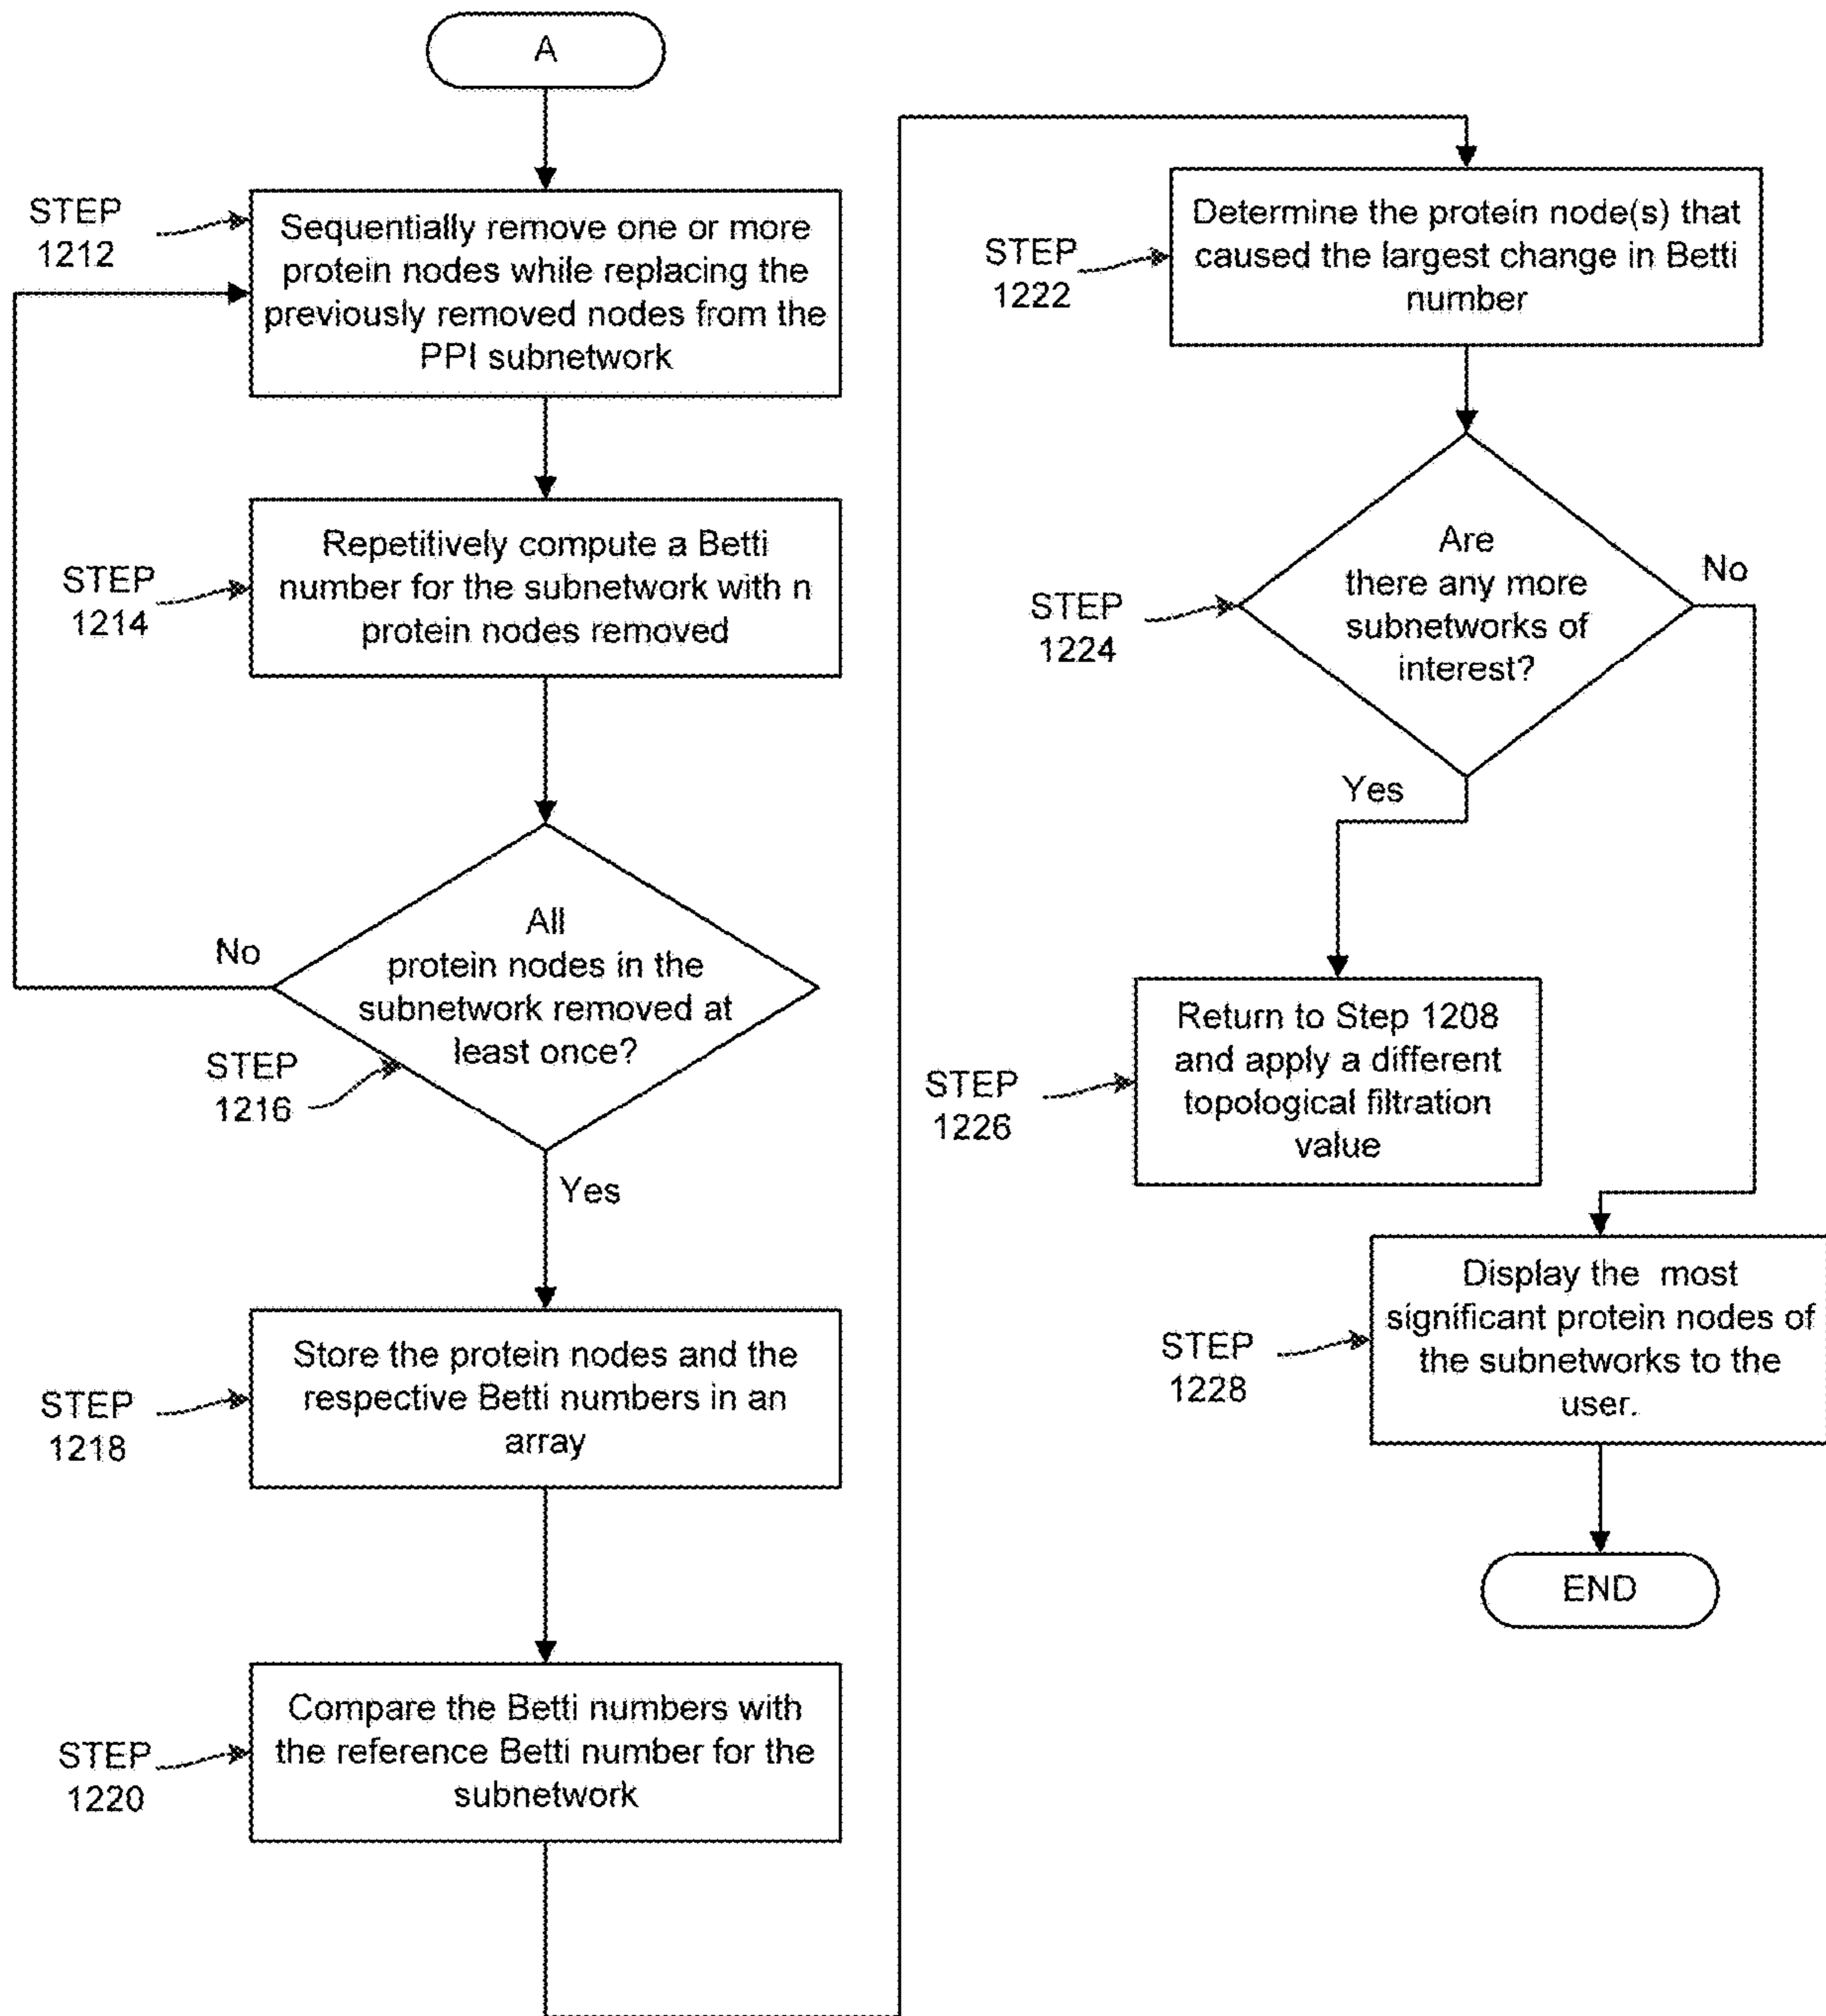 A
STEP
1212
Sequentially remove one or more
protein nodes while replacing the
previously removed nodes from the
PPI subnetwork
STEP
1214
Repetitively compute a Betti
number for the subnetwork with n
protein nodes removed
No
All
protein nodes in the
subnetwork removed at
least once?
STEP
1216
Yes
STEP
1218
Store the protein nodes and the
respective Betti numbers in an
array
STEP
1220
Compare the Betti numbers with
the reference Betti number for the
subnetwork
STEP
1222
Determine the protein node(s) that
caused the largest change in Betti
number
STEP
1224
Are
there any more
subnetworks of
interest?
No
Yes
STEP
1226
Return to Step 1208
and apply a different
topological filtration
value
STEP
1228
Display the most
significant protein nodes of
the subnetworks to the
user.
END